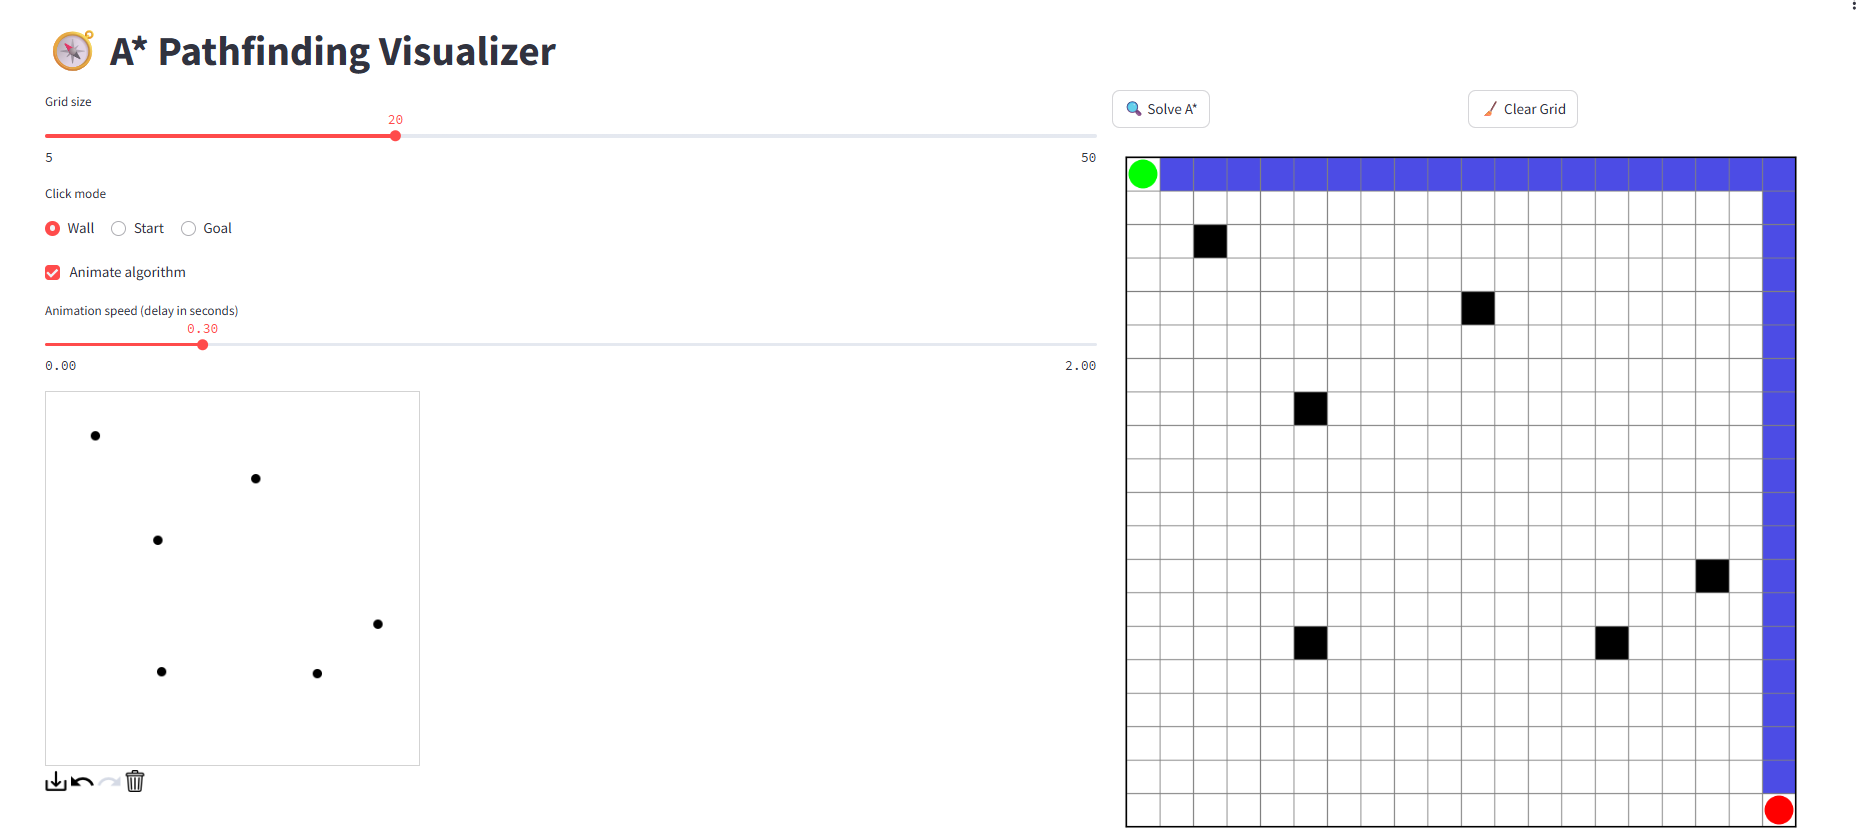 A* Pathfinding Visualizer
Grid size
20
5 50
Click mode
Wall Start Goal
Animate algorithm
Animation speed (delay in seconds)
0.30
0.00 2.00
Solve A*
Clear Grid